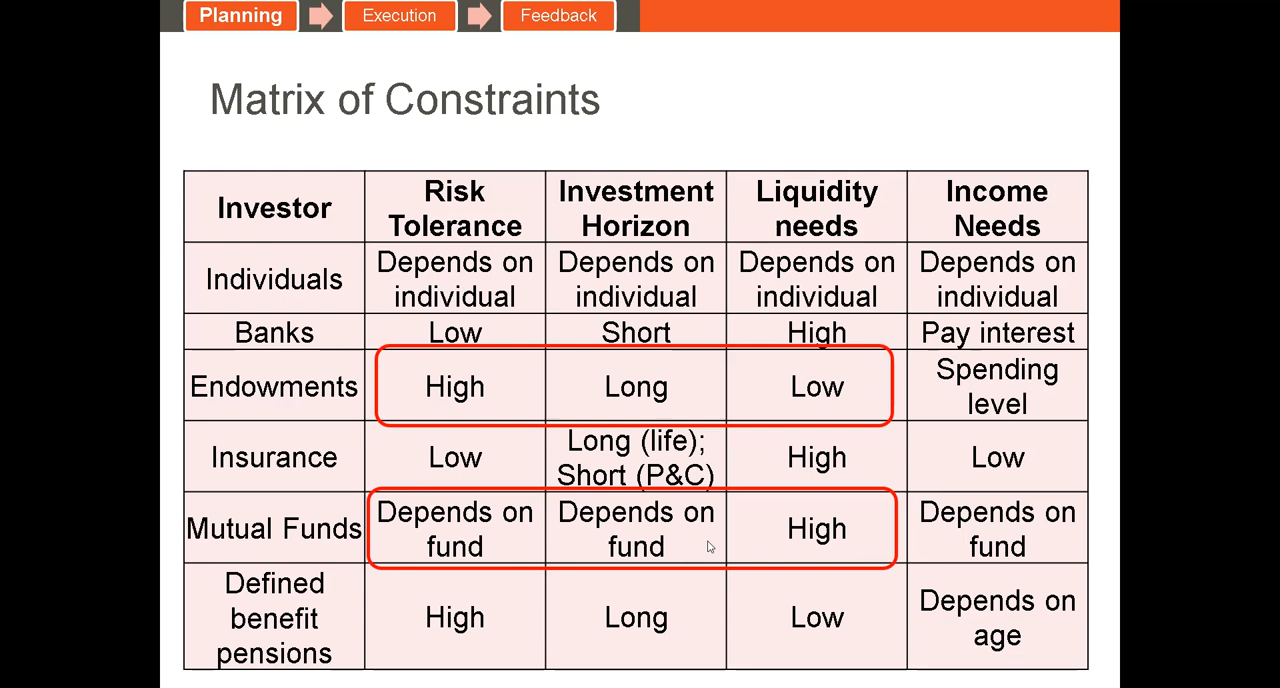 Planning
Execution
Feedback
Matrix of Constraints
Investor
Risk
Tolerance
Investment
Horizon
Liquidity
needs
Income
Needs
Individuals
Depends on
individual
Depends on
individual
Depends on
individual
Depends on
individual
Banks
Low
Short
High
Pay interest
Endowments
High
Long
Low
Spending
level
Insurance
Low
Long (life);
Short (P&C)
High
Low
Mutual Funds
Depends on
fund
Depends on
fund
High
Depends on
fund
Defined
benefit
pensions
High
Long
Low
Depends on
age